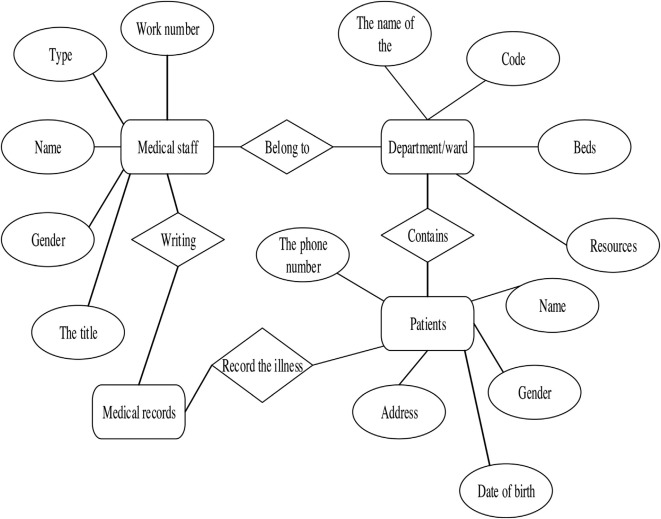 Work number
The name of
the
Type
Code
Name
Medical staff
Belong to
Department/ward
Beds
Gender
Writing
Contains
Resources
The phone
number
Name
The title
Patients
Record the illness
Gender
Medical records
Address
Date of birth